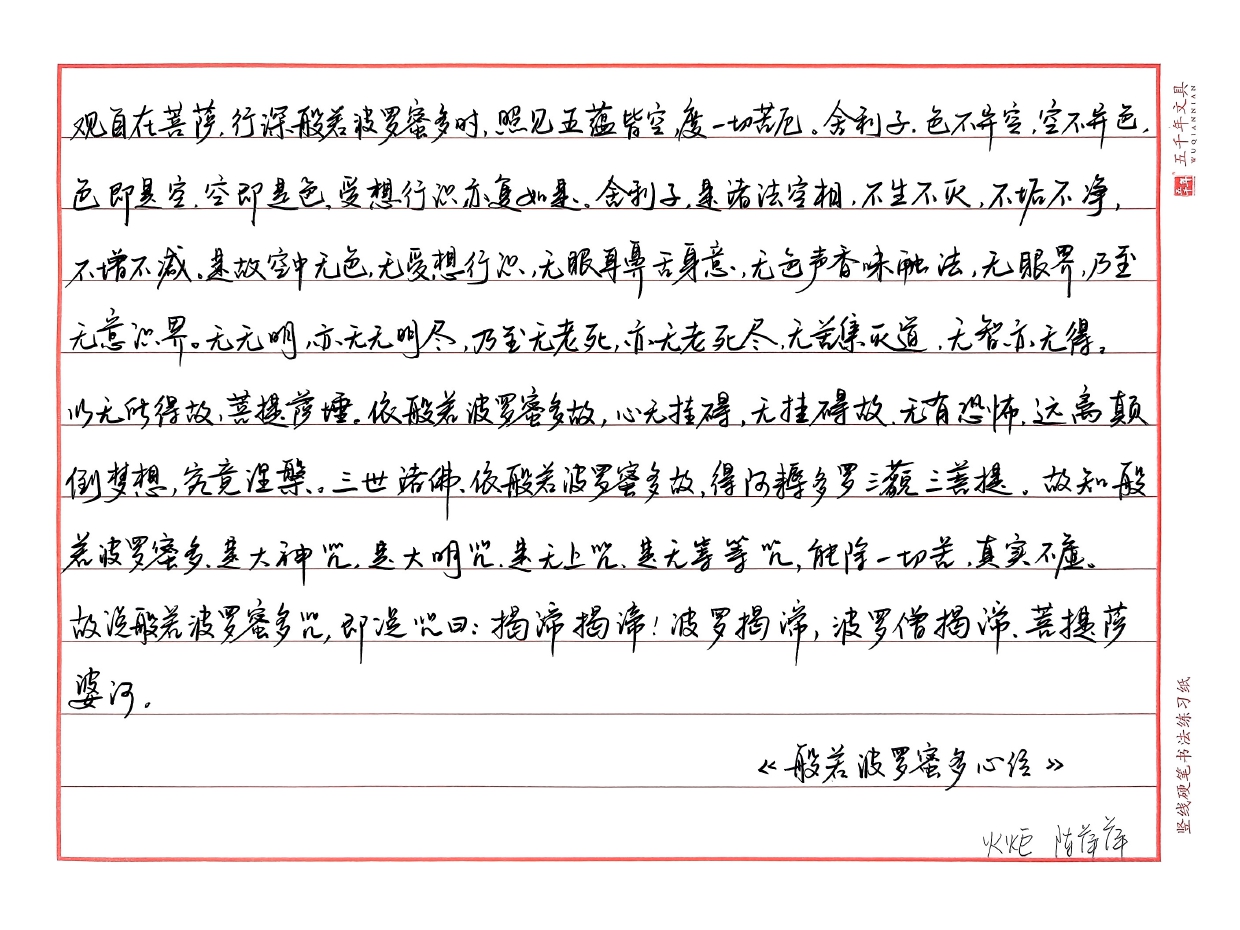 观自在菩萨,行深般若波罗蜜多时,照见五蕴皆空,度一切苦厄。舍利子,色不异空,空不异色,
色即是空,空即是色,受想行识亦复如是。舍利子,是诸法空相,不生不灭,不垢不净,
不增不减。是故空中无色,无受想行识,无眼耳鼻舌身意,无色声香味触法,无眼界,乃至
无意识界。无无明,亦无无明尽,乃至无老死,亦无老死尽,无苦集灭道,无智亦无得。
以无所得故,菩提萨埵。依般若波罗蜜多故,心无挂碍,无挂碍故,无有恐怖,远离颠
倒梦想,究竟涅槃。三世诸佛、依般若波罗蜜多故,得阿耨多罗三藐三菩提。故知般
若波罗蜜多、是大神咒,是大明咒、是无上咒、是无等等咒,能除一切苦,真实不虚。
故说般若波罗蜜多咒,即说咒曰:揭谛揭谛!波罗揭谛,波罗僧揭谛、菩提萨
婆诃。
《般若波罗蜜多心经》
火炬 陈萍萍
五千年文具
WUQIANNIAN
竖线硬笔书法练习纸